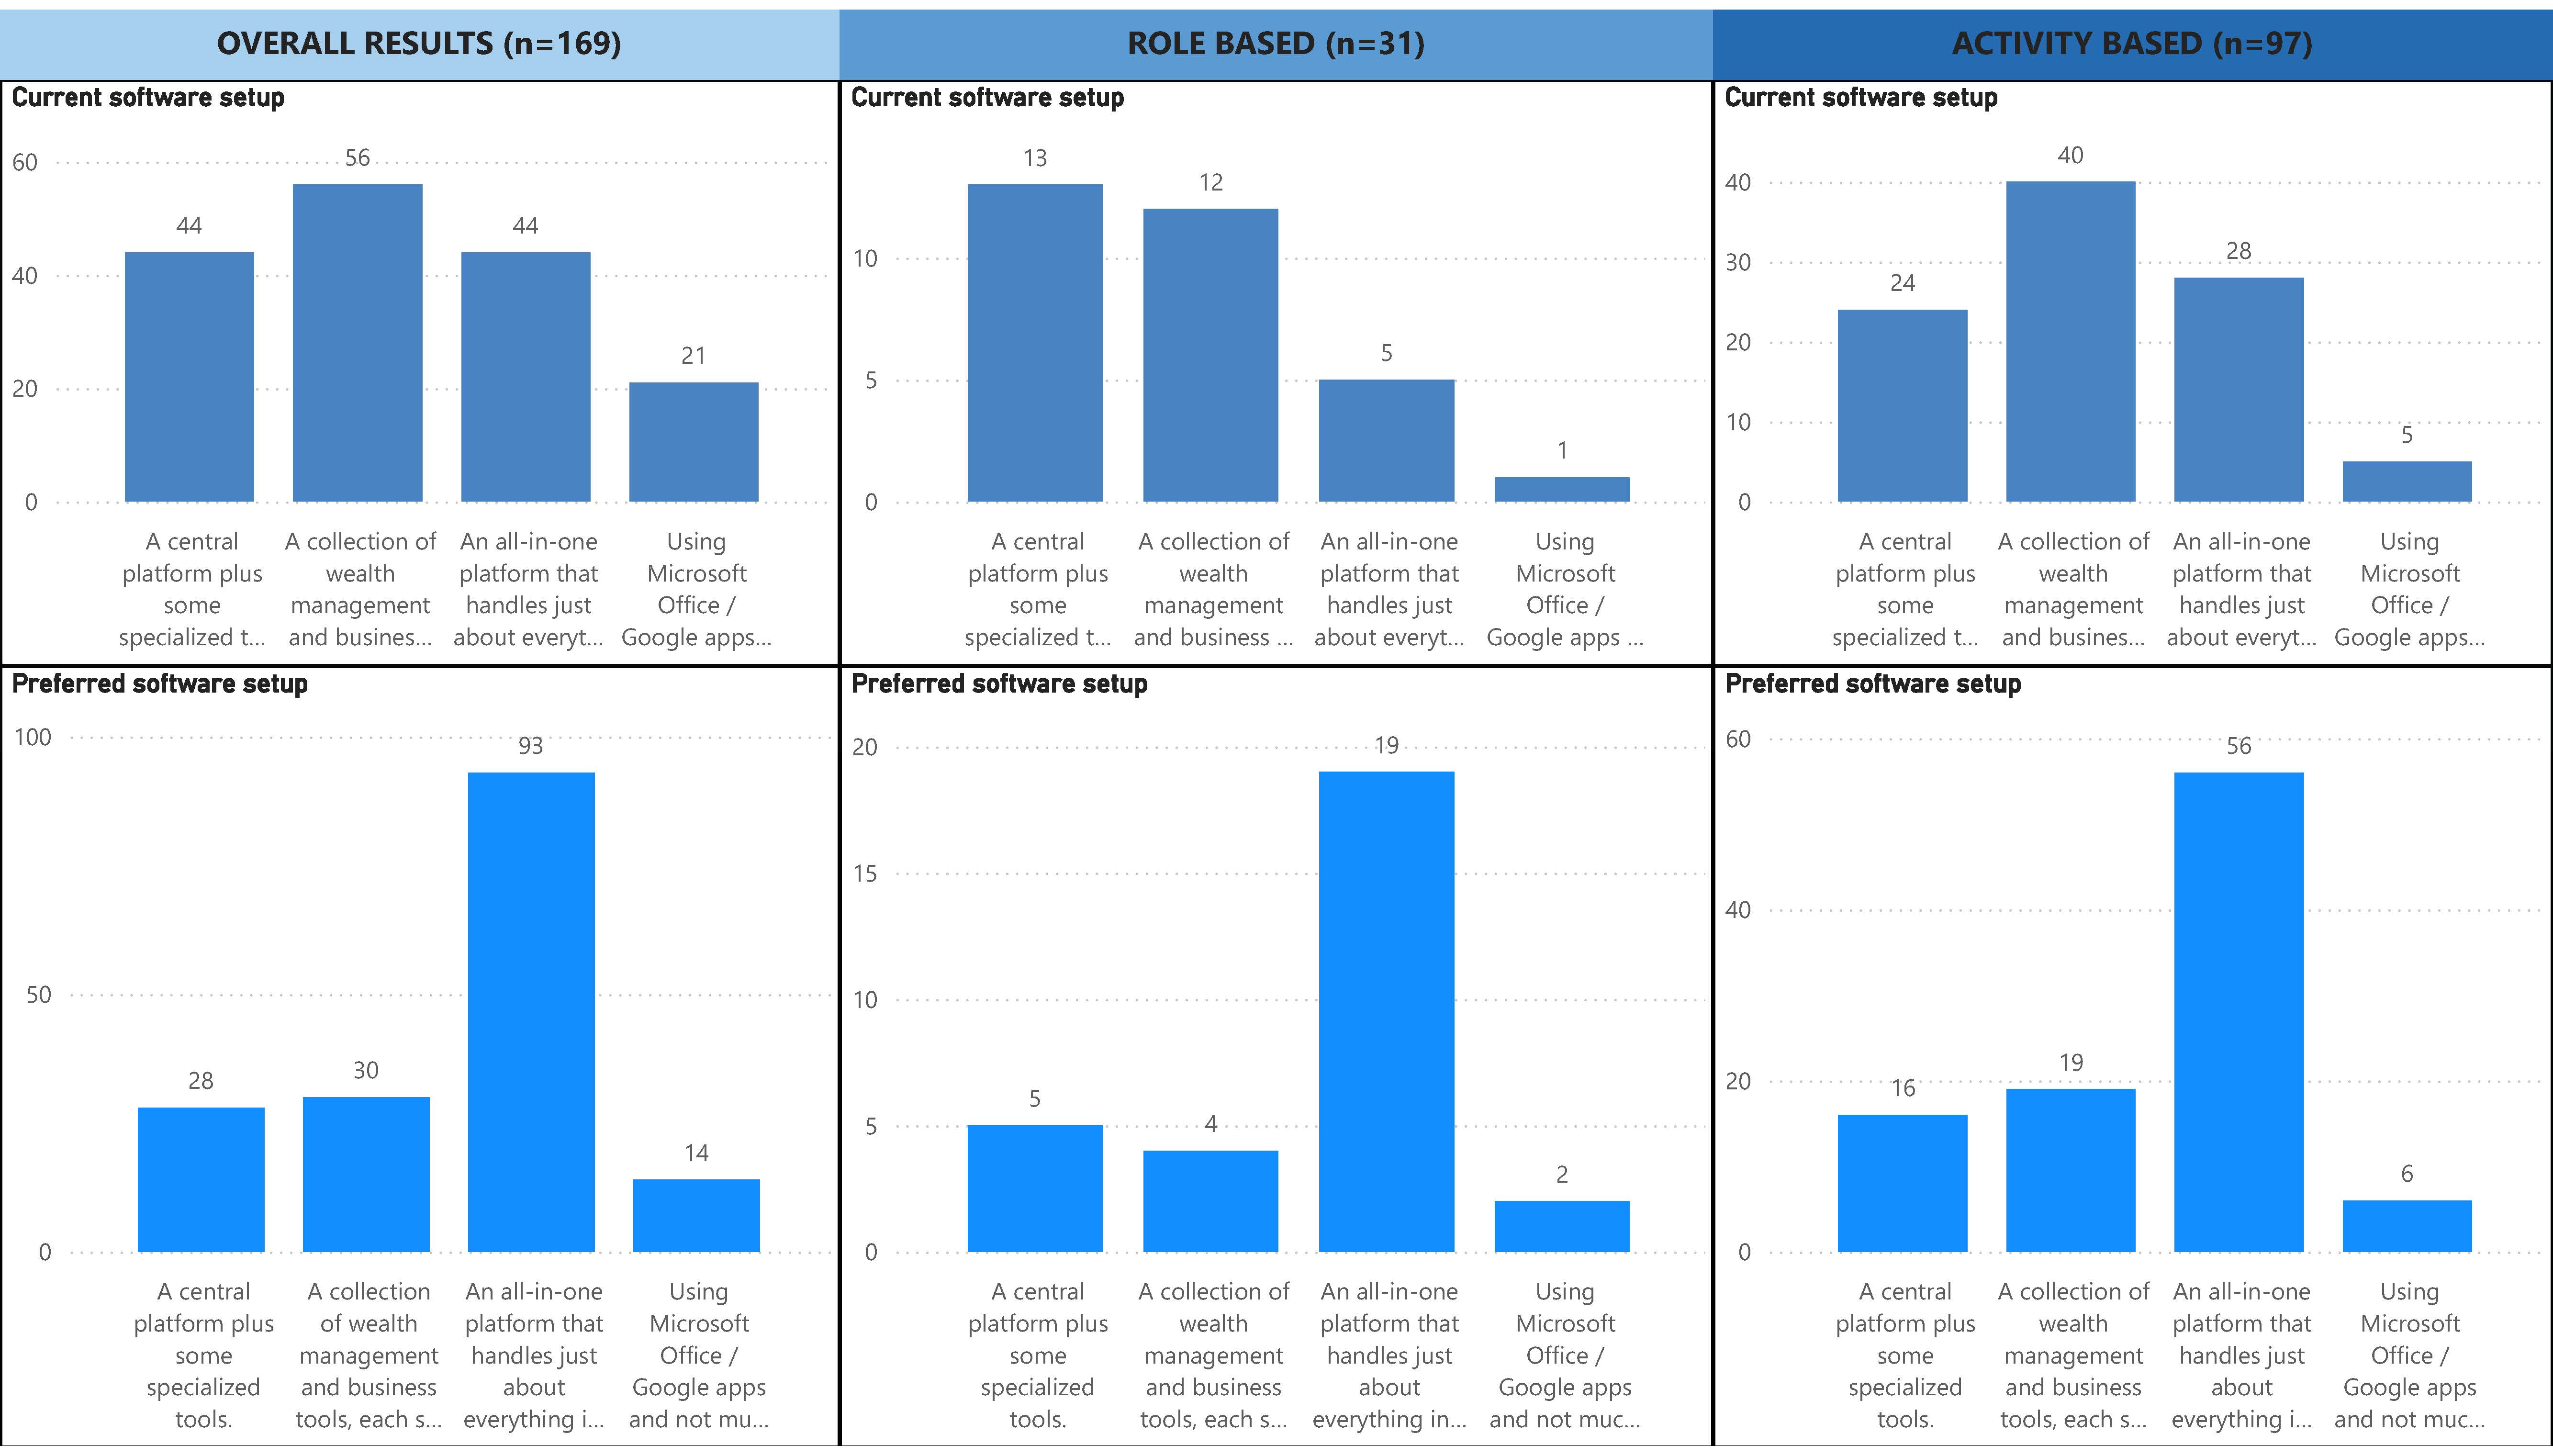 OVERALL RESULTS (n=169)
ROLE BASED (n=31)
ACTIVITY BASED (n=97)
Current software setup
60
40
20
0
44
56
44
21
A central
platform plus
some
specialized t...
A collection of
wealth
management
and busines...
An all-in-one
platform that
handles just
about everyt...
Using
Microsoft
Office /
Google apps...
Current software setup
10
5
0
13
12
5
1
A central
platform plus
some
specialized t...
A collection of
wealth
management
and business ...
An all-in-one
platform that
handles just
about everyt...
Using
Microsoft
Office /
Google apps ...
Current software setup
40
30
20
10
0
24
40
28
5
A central
platform plus
some
specialized t...
A collection of
wealth
management
and busines...
An all-in-one
platform that
handles just
about everyt...
Using
Microsoft
Office /
Google apps...
Preferred software setup
100
50
0
28
30
93
14
A central
platform plus
some
specialized
tools.
A collection
of wealth
management
and business
tools, each s...
An all-in-one
platform that
handles just
about
everything i...
Using
Microsoft
Office /
Google apps
and not mu...
Preferred software setup
20
15
10
5
0
5
4
19
2
A central
platform plus
some
specialized
tools.
A collection of
wealth
management
and business
tools, each s...
An all-in-one
platform that
handles just
about
everything in...
Using
Microsoft
Office /
Google apps
and not muc...
Preferred software setup
60
40
20
0
16
19
56
6
A central
platform plus
some
specialized
tools.
A collection of
wealth
management
and business
tools, each s...
An all-in-one
platform that
handles just
about
everything i...
Using
Microsoft
Office /
Google apps
and not muc...